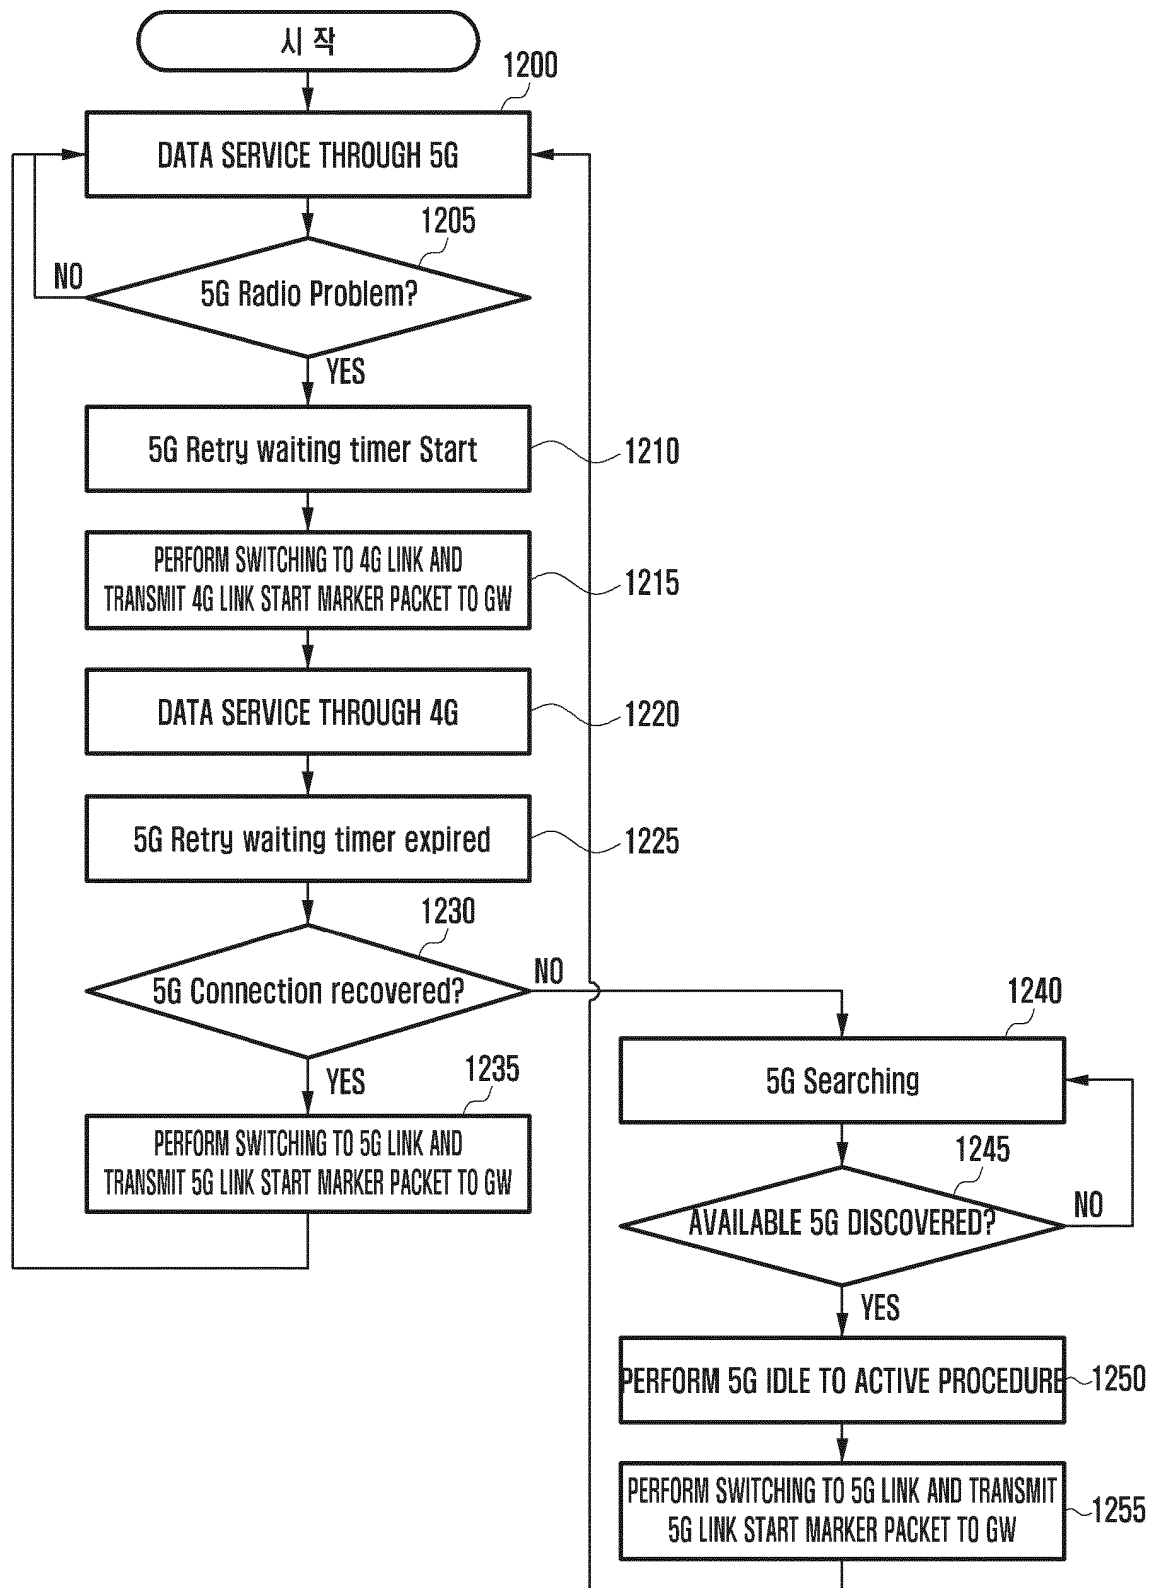 시 작
1200
DATA SERVICE THROUGH 5G
1205
NO
5G Radio Problem?
YES
5G Retry waiting timer Start
1210
PERFORM SWITCHING TO 4G LINK AND
TRANSMIT 4G LINK START MARKER PACKET TO GW
1215
DATA SERVICE THROUGH 4G
1220
5G Retry waiting timer expired
1225
1230
5G Connection recovered?
NO
YES
1235
PERFORM SWITCHING TO 5G LINK AND
TRANSMIT 5G LINK START MARKER PACKET TO GW
1240
5G Searching
1245
AVAILABLE 5G DISCOVERED?
NO
YES
PERFORM 5G IDLE TO ACTIVE PROCEDURE
1250
PERFORM SWITCHING TO 5G LINK AND TRANSMIT
5G LINK START MARKER PACKET TO GW
1255